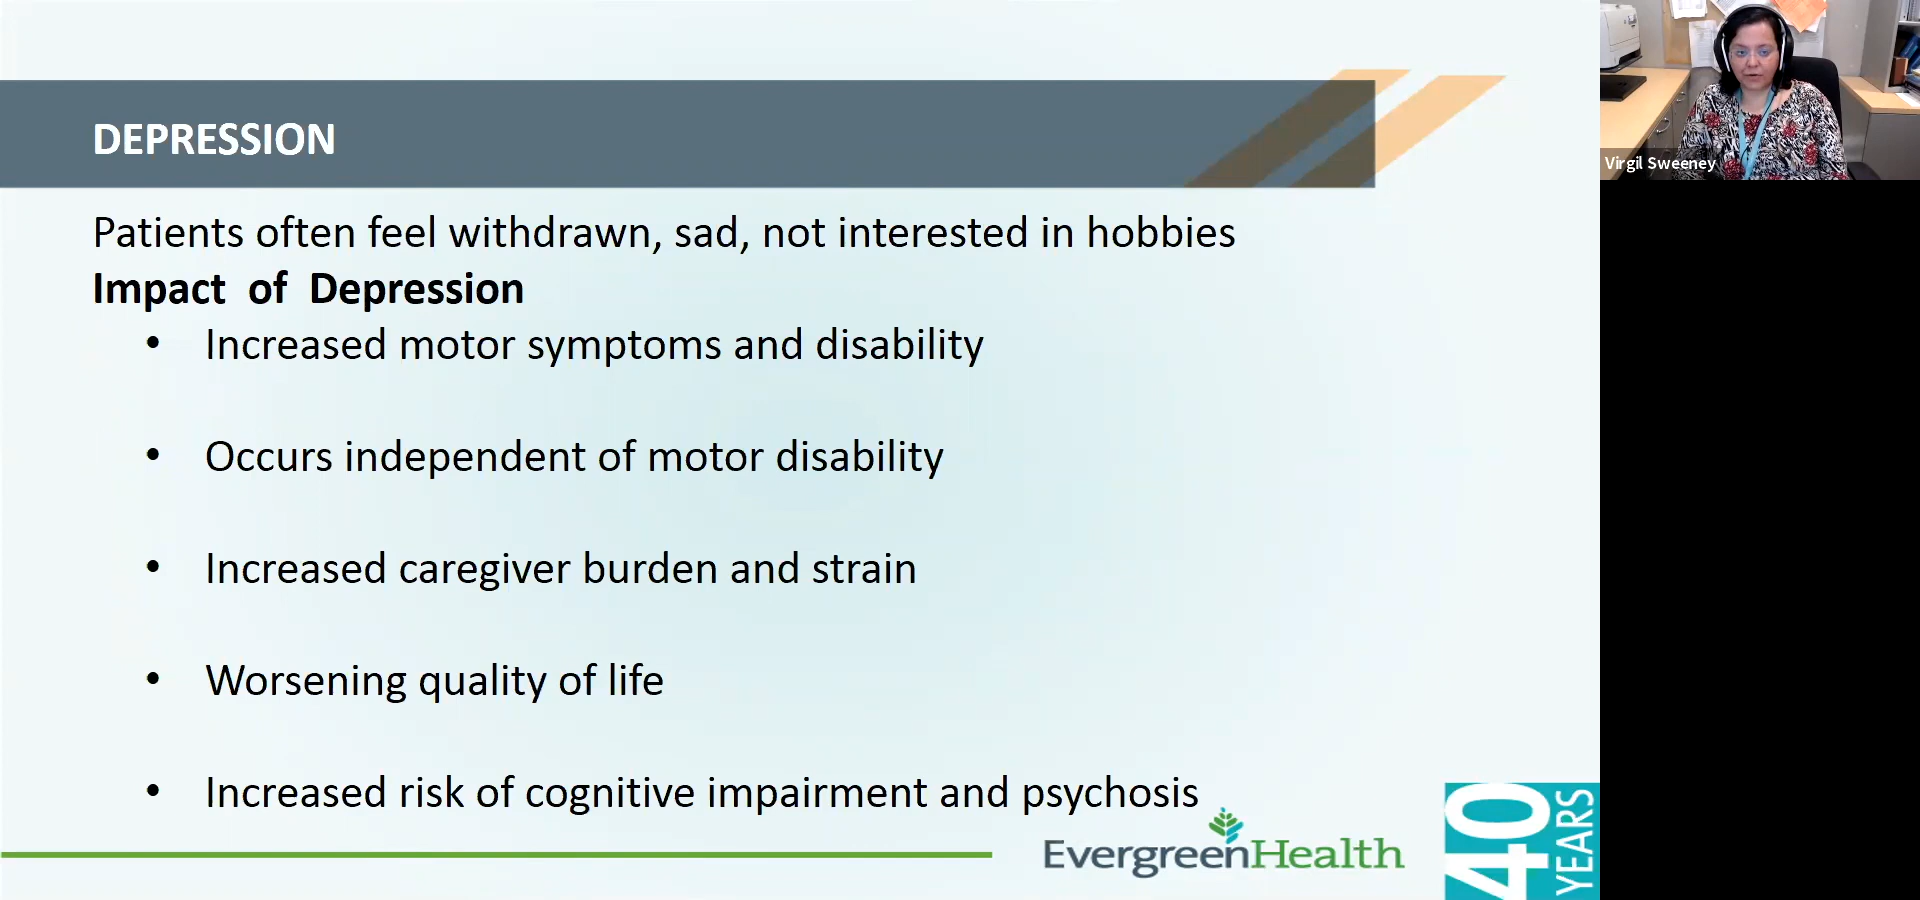 DEPRESSION
Patients often feel withdrawn, sad, not interested in hobbies
Impact of Depression
• Increased motor symptoms and disability
• Occurs independent of motor disability
• Increased caregiver burden and strain
• Worsening quality of life
• Increased risk of cognitive impairment and psychosis
EvergreenHealth
40
YEARS
Virgil Sweeney